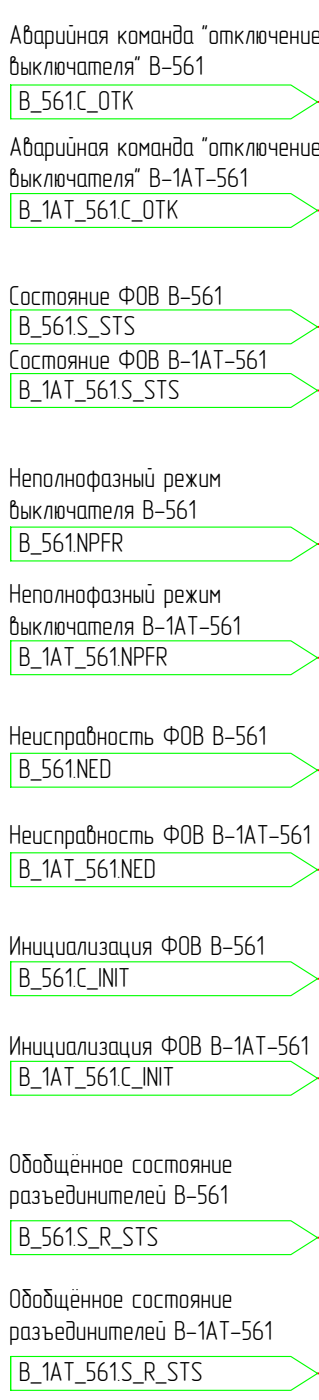 Аварийная команда "отключение
выключателя" В-561
B_561.C_OTK
Аварийная команда "отключение
выключателя" В-1АТ-561
B_1AT_561.C_OTK
Состояние ФОВ В-561
B_561.S_STS
Состояние ФОВ В-1АТ-561
B_1AT_561.S_STS
Неполнофазный режим
выключателя В-561
B_561.NPFR
Неполнофазный режим
выключателя В-1АТ-561
B_1AT_561.NPFR
Неисправность ФОВ В-561
B_561.NED
Неисправность ФОВ В-1АТ-561
B_1AT_561.NED
Инициализация ФОВ В-561
B_561.C_INIT
Инициализация ФОВ В-1АТ-561
B_1AT_561.C_INIT
Обобщённое состояние
разъединителей В-561
B_561.S_R_STS
Обобщённое состояние
разъединителей В-1АТ-561
B_1AT_561.S_R_STS